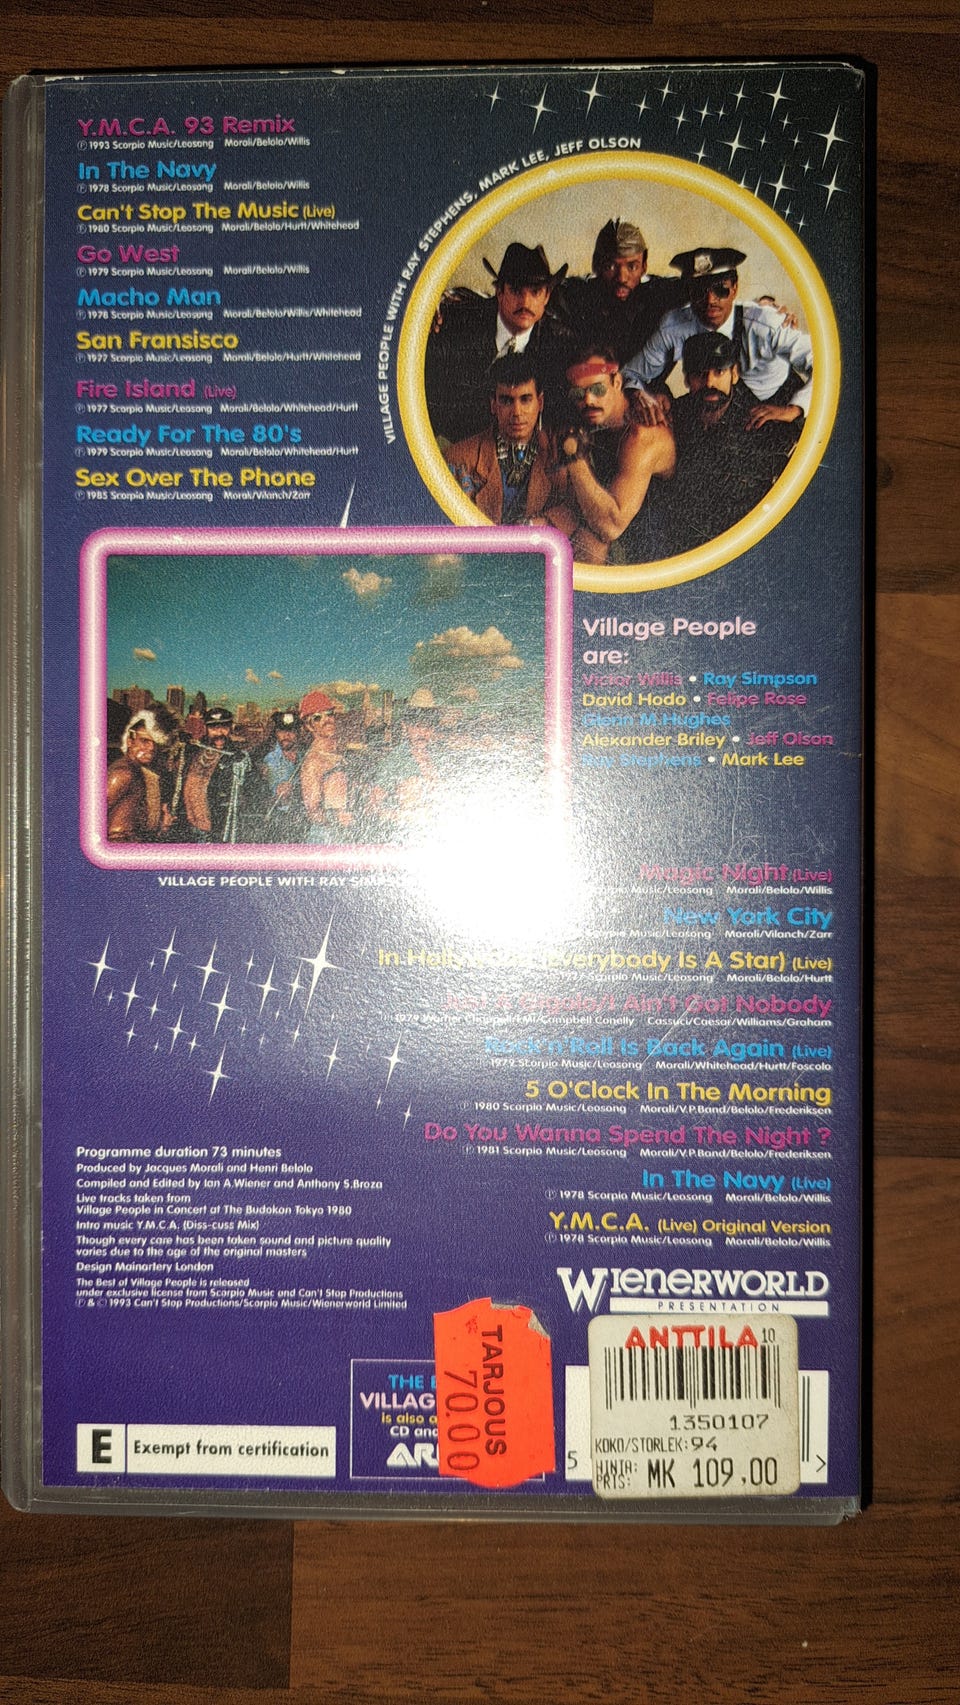 Y.M.C.A. 93 Remix
Ⓟ 1993 Scorpio Music/Leosong Morali/Belolo/Willis
In The Navy
Ⓟ 1978 Scorpio Music/Leosong Morali/Belolo/Willis
Can't Stop The Music (Live)
Ⓟ 1980 Scorpio Music/Leosong Morali/Belolo/Hurtt/Whitehead
Go West
Ⓟ 1979 Scorpio Music/Leosong Morali/Belolo/Willis
Macho Man
Ⓟ 1978 Scorpio Music/Leosong Morali/Belolo/Willis/Whitehead
San Fransisco
Ⓟ 1977 Scorpio Music/Leosong Morali/Belolo/Hurtt/Whitehead
Fire Island (Live)
Ⓟ 1977 Scorpio Music/Leosong Morali/Belolo/Whitehead/Hurtt
Ready For The 80's
Ⓟ 1979 Scorpio Music/Leosong Morali/Belolo/Whitehead/Hurtt
Sex Over The Phone
Ⓟ 1985 Scorpio Music/Leosong Morali/Vilanch/Zarr
VILLAGE PEOPLE WITH RAY STEPHENS, MARK LEE, JEFF OLSON
VILLAGE PEOPLE WITH RAY SIMPSO
Village People
are:
Victor Willis • Ray Simpson
David Hodo • Felipe Rose
Glenn M.Hughes
Alexander Briley • Jeff Olson
Ray Stephens • Mark Lee
Magic Night (Live)
Music/Leosong Morali/Belolo/Willis
New York City
Scorpio Music/Leosong Morali/Vilanch/Zarr
In (Everybody Is A Star) (Live)
1977 Scorpio Music/Leosong Morali/Belolo/Hurtt
Just A Gigolo/I Ain't Got Nobody
1979 Warner Chappell/EMI/Campbell Conelly Cassuci/Caesar/Williams/Graham
Rock'n'Roll Is Back Again (Live)
1979 Scorpio Music/Leosong Morali/Whitehead/Hurtt/Foscolo
5 O'Clock In The Morning
Ⓟ 1980 Scorpio Music/Leosong Morali/V.P.Band/Belolo/Frederiksen
Do You Wanna Spend The Night ?
Ⓟ 1981 Scorpio Music/Leosong Morali/V.P.Band/Belolo/Frederiksen
In The Navy (Live)
Ⓟ 1978 Scorpio Music/Leosong Morali/Belolo/Willis
Y.M.C.A. (Live) Original Version
Ⓟ 1978 Scorpio Music/Leosong Morali/Belolo/Willis
Programme duration 73 minutes
Produced by Jacques Morali and Henri Belolo
Compiled and Edited by Ian A.Wiener and Anthony S.Broza
Live tracks taken from
Village People in Concert at The Budokon Tokyo 1980
Intro music Y.M.C.A. (Diss-cuss Mix)
Though every care has been taken sound and picture quality
varies due to the age of the original masters
Design Mainartery London
The Best of Village People is released
under exclusive license from Scorpio Music and Can't Stop Productions
Ⓟ & © 1993 Can't Stop Productions/Scorpio Music/Wienerworld Limited
WIENERWORLD
PRESENTATION
E Exempt from certification
THE
VILLAG
is also
CD and
TARJOUS
70.00
ANTTILA 10
1350107
KOKO/STORLEK:94
HINTA:
PRIS: MK 109.00
5 >